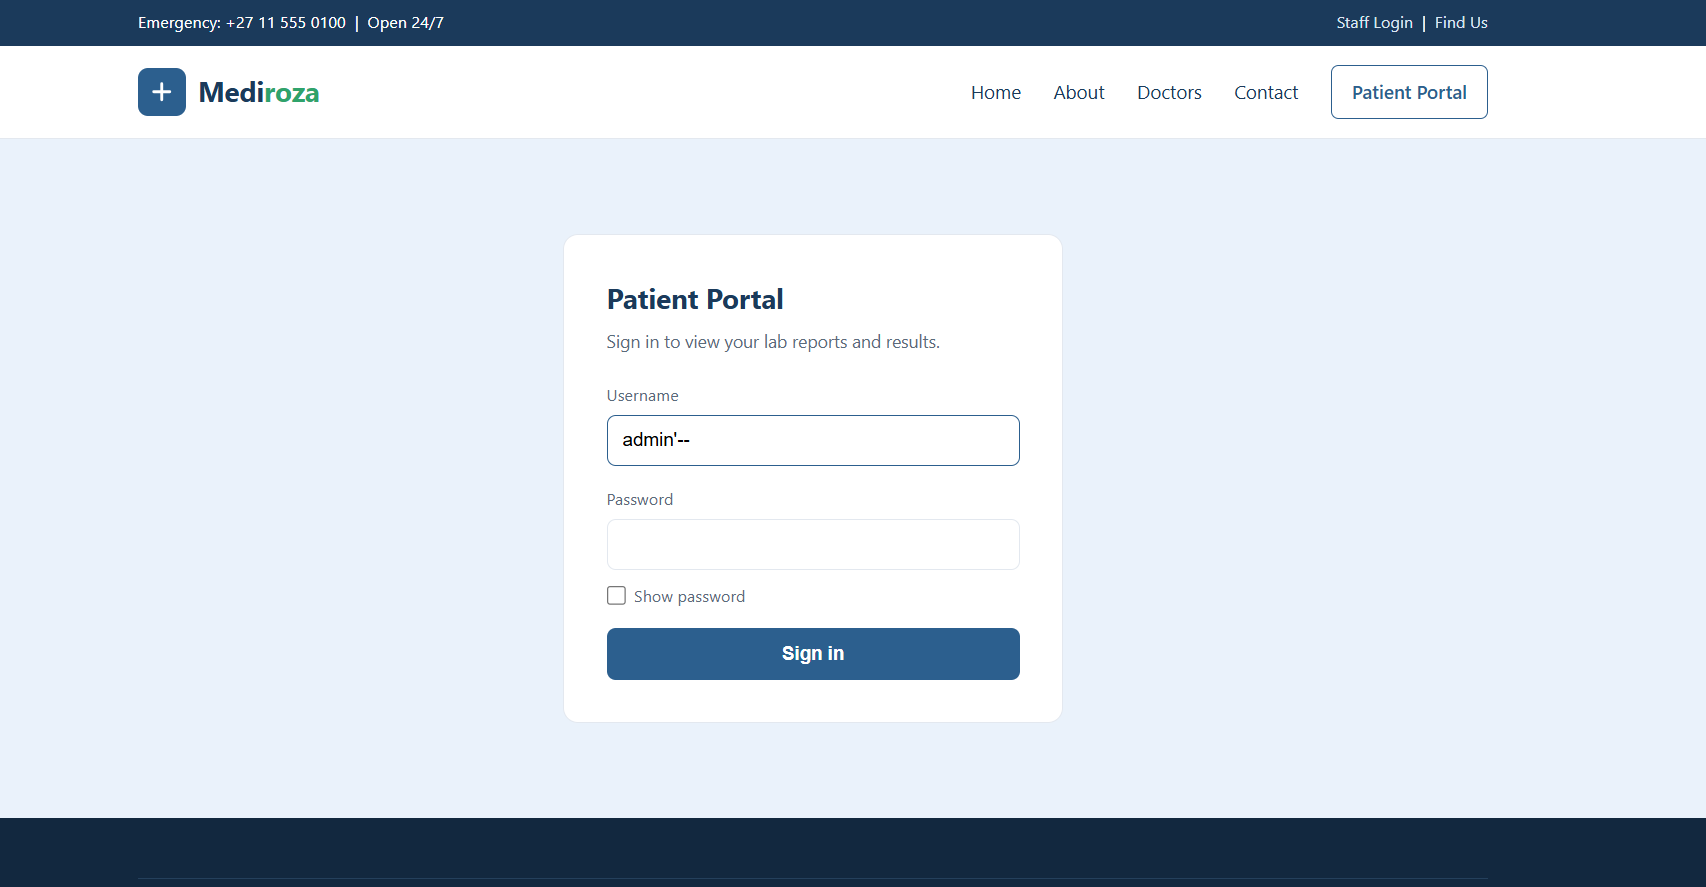 Emergency: +27 11 555 0100 | Open 24/7
Staff Login | Find Us
Mediroza
Home
About
Doctors
Contact
Patient Portal
Patient Portal
Sign in to view your lab reports and results.
Username
admin'--
Password
Show password
Sign in